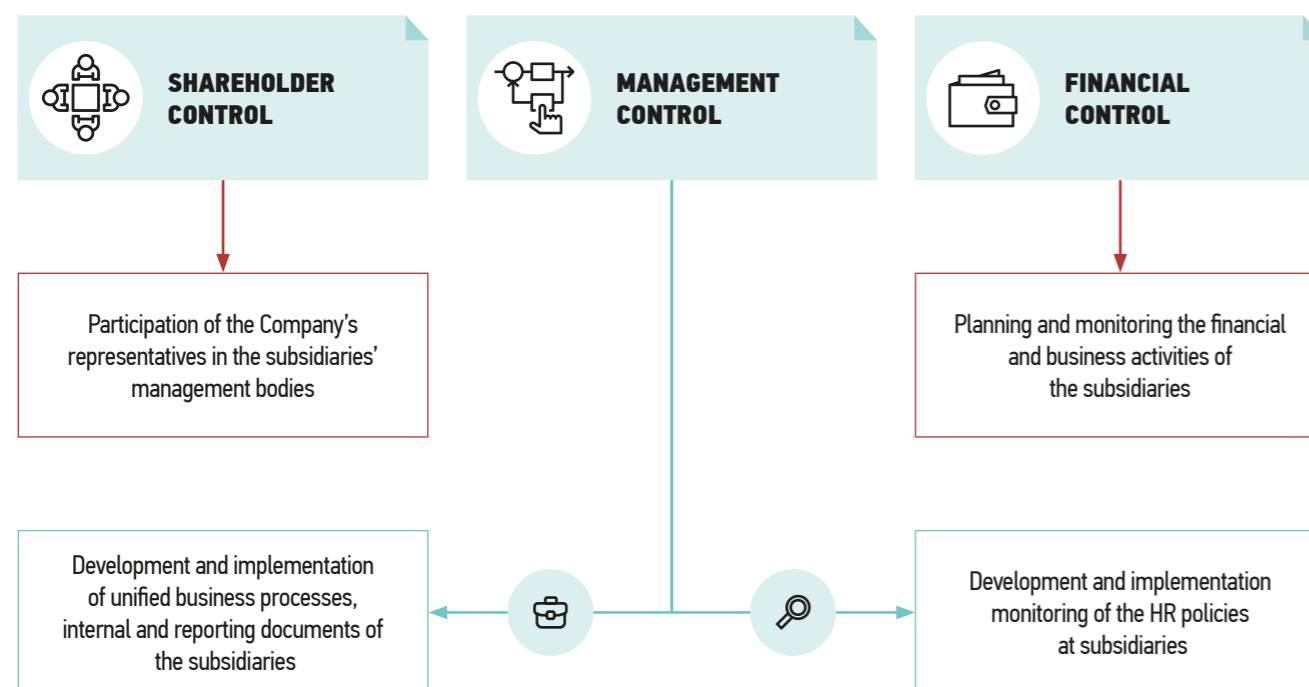 SHAREHOLDER
CONTROL
MANAGEMENT
CONTROL
FINANCIAL
CONTROL
Participation of the Company’s
representatives in the subsidiaries’
management bodies
Planning and monitoring the financial
and business activities of
the subsidiaries
Development and implementation
of unified business processes,
internal and reporting documents of
the subsidiaries
Development and implementation
monitoring of the HR policies
at subsidiaries